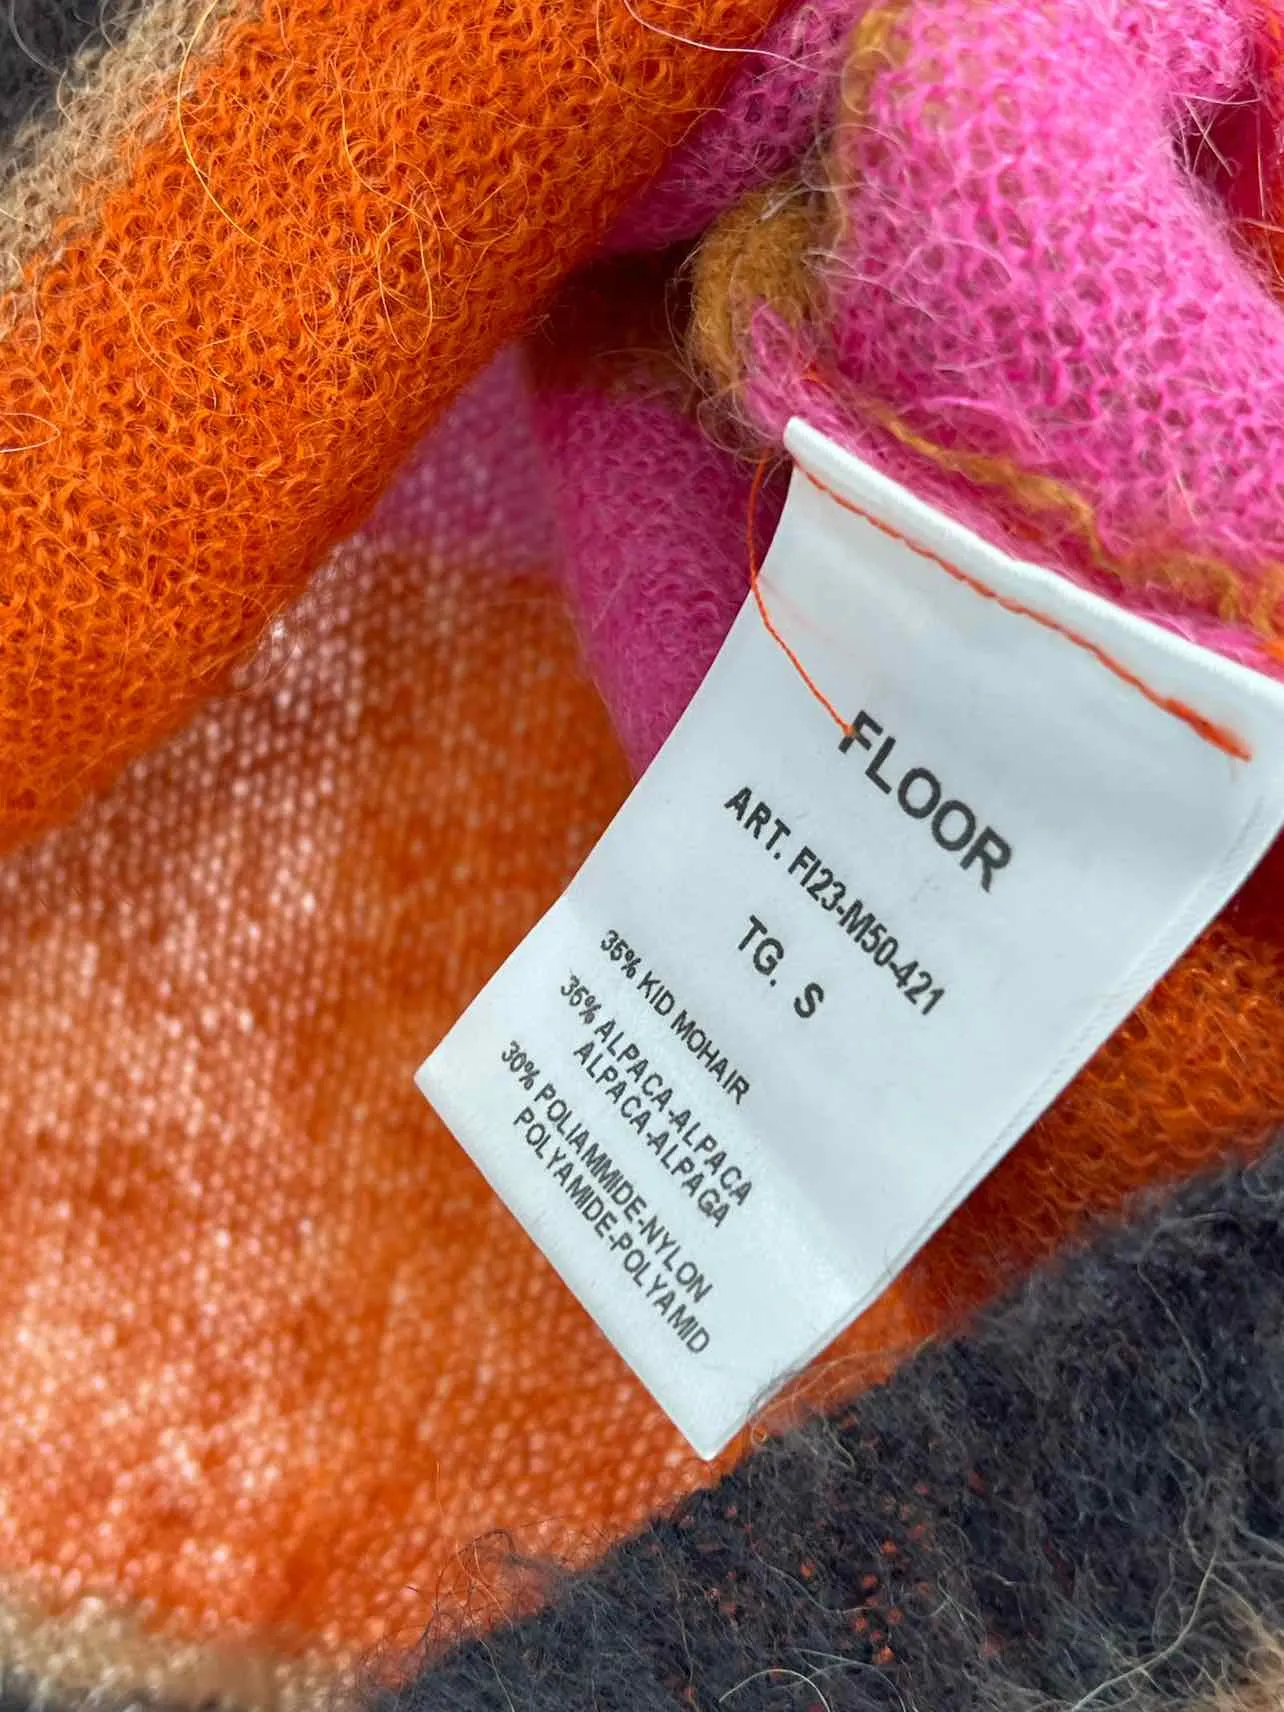 FLOOR
ART. FI23-M50-421
TG. S
35% KID MOHAIR
35% ALPACA-ALPACA
ALPACA-ALPAGA
30% POLIAMMIDE-NYLON
POLYAMIDE-POLYAMID